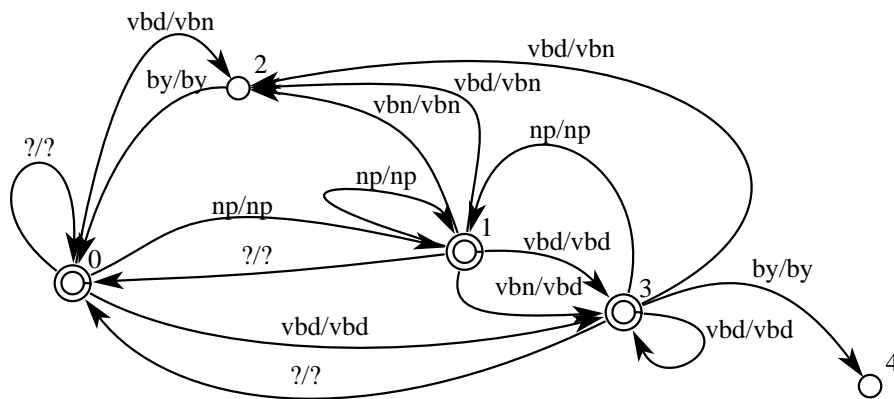 vbd/vbn
2
vbd/vbn
by/by
vbd/vbn
vbn/vbn
?/?
np/np
np/np
np/np
1
?/?
vbd/vbd
0
vbn/vbd
3
by/by
vbd/vbd
vbd/vbd
?/?
4